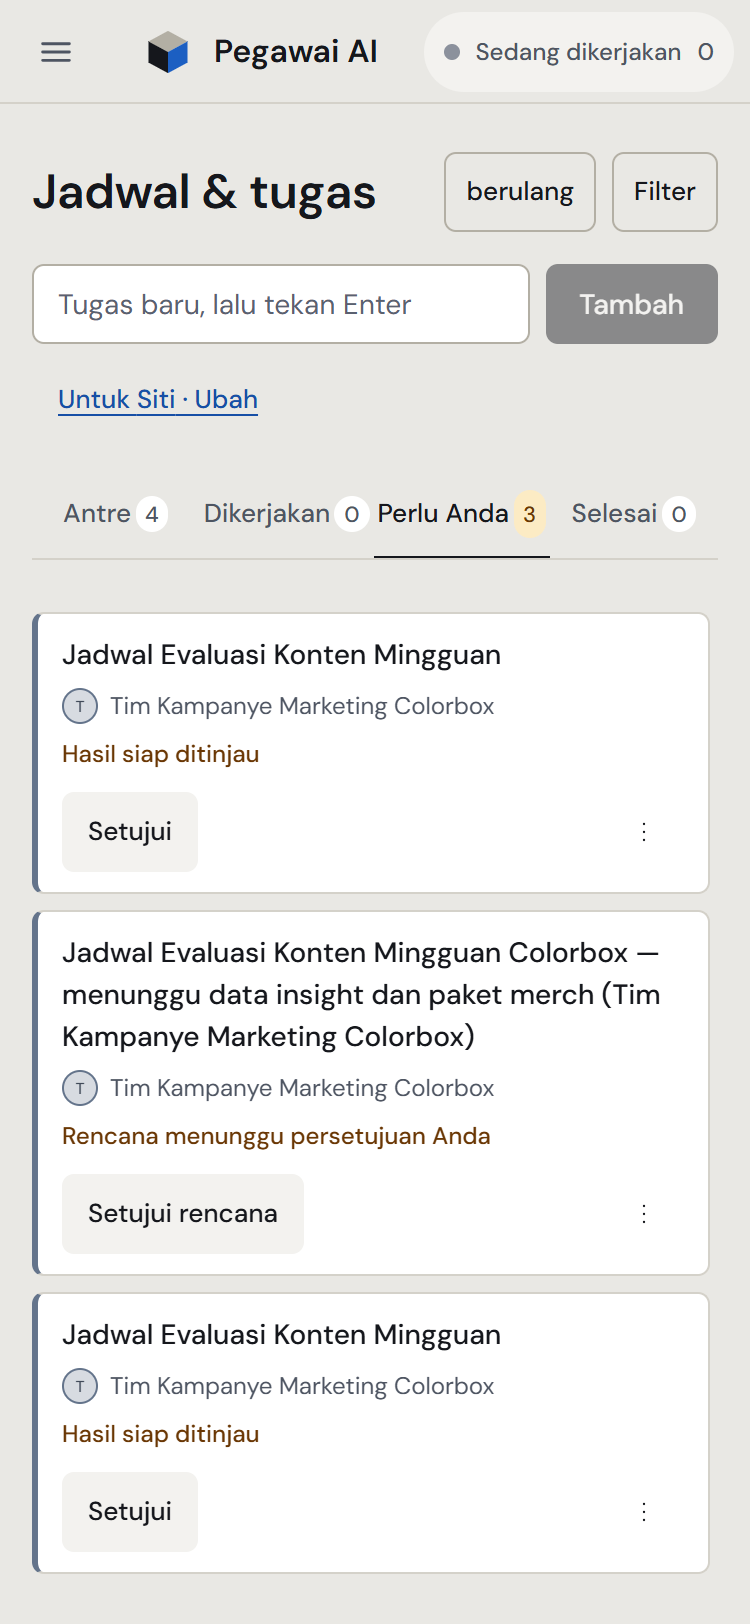 Pegawai AI
Sedang dikerjakan 0
Jadwal & tugas
berulang
Filter
Tugas baru, lalu tekan Enter
Tambah
Untuk Siti · Ubah
Antre 4
Dikerjakan 0
Perlu Anda 3
Selesai 0
Jadwal Evaluasi Konten Mingguan
T Tim Kampanye Marketing Colorbox
Hasil siap ditinjau
Setujui
Jadwal Evaluasi Konten Mingguan Colorbox —
menunggu data insight dan paket merch (Tim
Kampanye Marketing Colorbox)
T Tim Kampanye Marketing Colorbox
Rencana menunggu persetujuan Anda
Setujui rencana
Jadwal Evaluasi Konten Mingguan
T Tim Kampanye Marketing Colorbox
Hasil siap ditinjau
Setujui